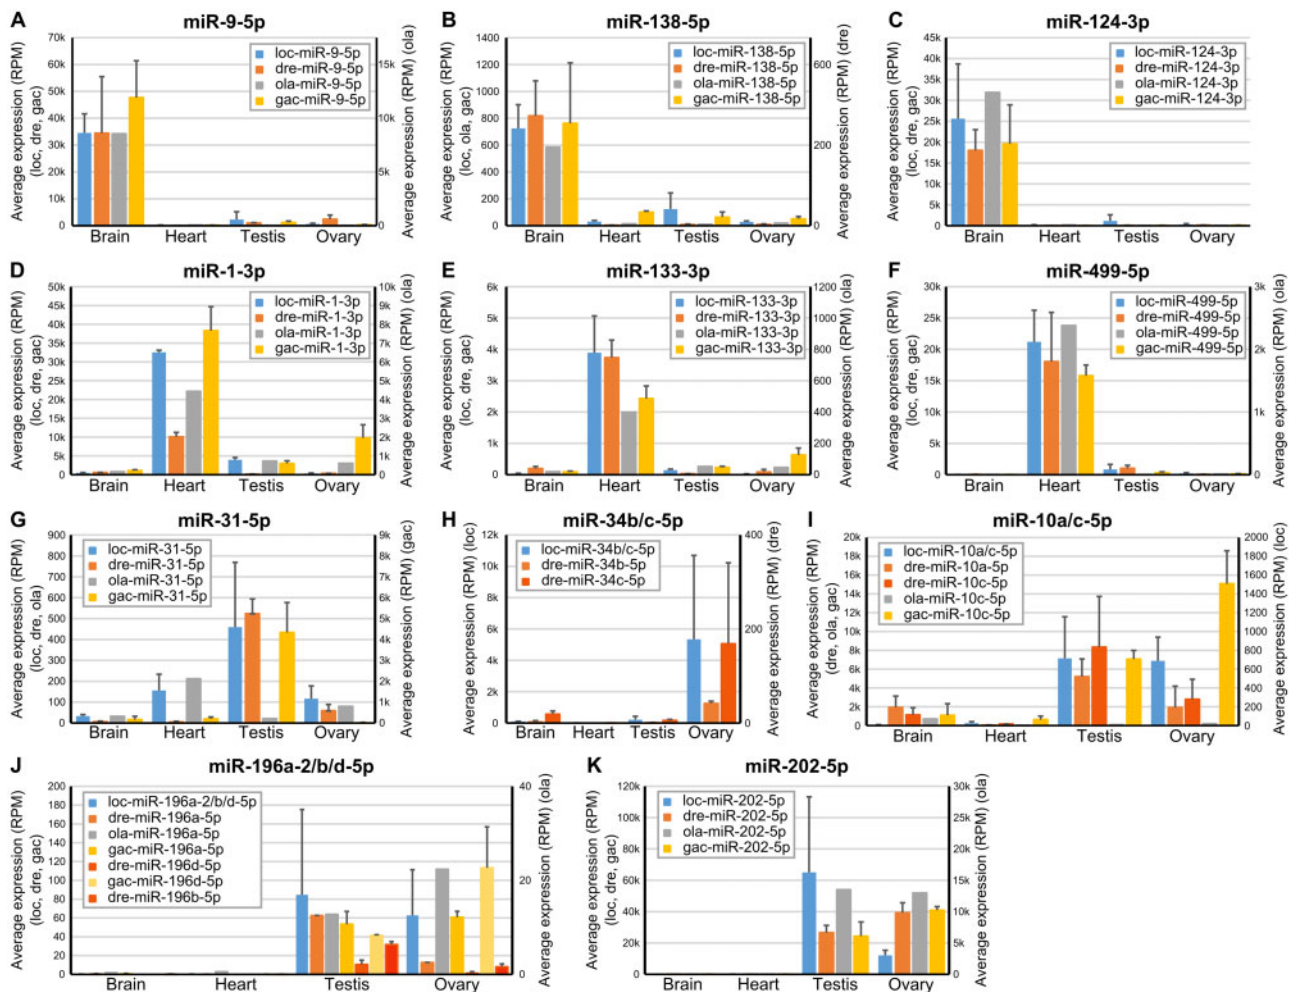 A miR-9-5p
Average expression (RPM)
(loc, dre, gac)
70k
60k
50k
40k
30k
20k
10k
0
loc-miR-9-5p
dre-miR-9-5p
ola-miR-9-5p
gac-miR-9-5p
15k
10k
5k
0
Average expression (RPM) (ola)
Brain Heart Testis Ovary
B miR-138-5p
Average expression (RPM)
(loc, ola, gac)
1400
1200
1000
800
600
400
200
0
loc-miR-138-5p
dre-miR-138-5p
ola-miR-138-5p
gac-miR-138-5p
600
200
0
Average expression (RPM) (dre)
Brain Heart Testis Ovary
C miR-124-3p
Average expression (RPM)
45k
40k
35k
30k
25k
20k
15k
10k
5k
0
loc-miR-124-3p
dre-miR-124-3p
ola-miR-124-3p
gac-miR-124-3p
Brain Heart Testis Ovary
D miR-1-3p
Average expression (RPM)
(loc, dre, gac)
50k
45k
40k
35k
30k
25k
20k
15k
10k
5k
0
loc-miR-1-3p
dre-miR-1-3p
ola-miR-1-3p
gac-miR-1-3p
10k
9k
8k
7k
6k
5k
4k
3k
2k
1k
0
Average expression (RPM) (ola)
Brain Heart Testis Ovary
E miR-133-3p
Average expression (RPM)
(loc, dre, gac)
6k
5k
4k
3k
2k
1k
0
loc-miR-133-3p
dre-miR-133-3p
ola-miR-133-3p
gac-miR-133-3p
1200
1000
800
600
400
200
0
Average expression (RPM) (ola)
Brain Heart Testis Ovary
F miR-499-5p
Average expression (RPM)
(loc, dre, gac)
30k
25k
20k
15k
10k
5k
0
loc-miR-499-5p
dre-miR-499-5p
ola-miR-499-5p
gac-miR-499-5p
3k
2k
1k
0
Average expression (RPM) (ola)
Brain Heart Testis Ovary
G miR-31-5p
Average expression (RPM)
(loc, dre, ola)
900
800
700
600
500
400
300
200
100
0
loc-miR-31-5p
dre-miR-31-5p
ola-miR-31-5p
gac-miR-31-5p
9k
8k
7k
6k
5k
4k
3k
2k
1k
0
Average expression (RPM) (gac)
Brain Heart Testis Ovary
H miR-34b/c-5p
Average expression (RPM) (loc)
12k
10k
8k
6k
4k
2k
0
loc-miR-34b/c-5p
dre-miR-34b-5p
dre-miR-34c-5p
400
200
0
Average expression (RPM) (dre)
Brain Heart Testis Ovary
I miR-10a/c-5p
Average expression (RPM)
(dre, ola, gac)
20k
18k
16k
14k
12k
10k
8k
6k
4k
2k
0
loc-miR-10a/c-5p
dre-miR-10a-5p
dre-miR-10c-5p
ola-miR-10c-5p
gac-miR-10c-5p
2000
1800
1600
1400
1200
1000
800
600
400
200
0
Average expression (RPM) (loc)
Brain Heart Testis Ovary
J miR-196a-2/b/d-5p
Average expression (RPM)
(loc, dre, gac)
200
180
160
140
120
100
80
60
40
20
0
loc-miR-196a-2/b/d-5p
dre-miR-196a-5p
ola-miR-196a-5p
gac-miR-196a-5p
dre-miR-196d-5p
gac-miR-196d-5p
dre-miR-196b-5p
40
20
0
Average expression (RPM) (ola)
Brain Heart Testis Ovary
K miR-202-5p
Average expression (RPM)
(loc, dre, gac)
120k
100k
80k
60k
40k
20k
0
loc-miR-202-5p
dre-miR-202-5p
ola-miR-202-5p
gac-miR-202-5p
30k
25k
20k
15k
10k
5k
0
Average expression (RPM) (ola)
Brain Heart Testis Ovary